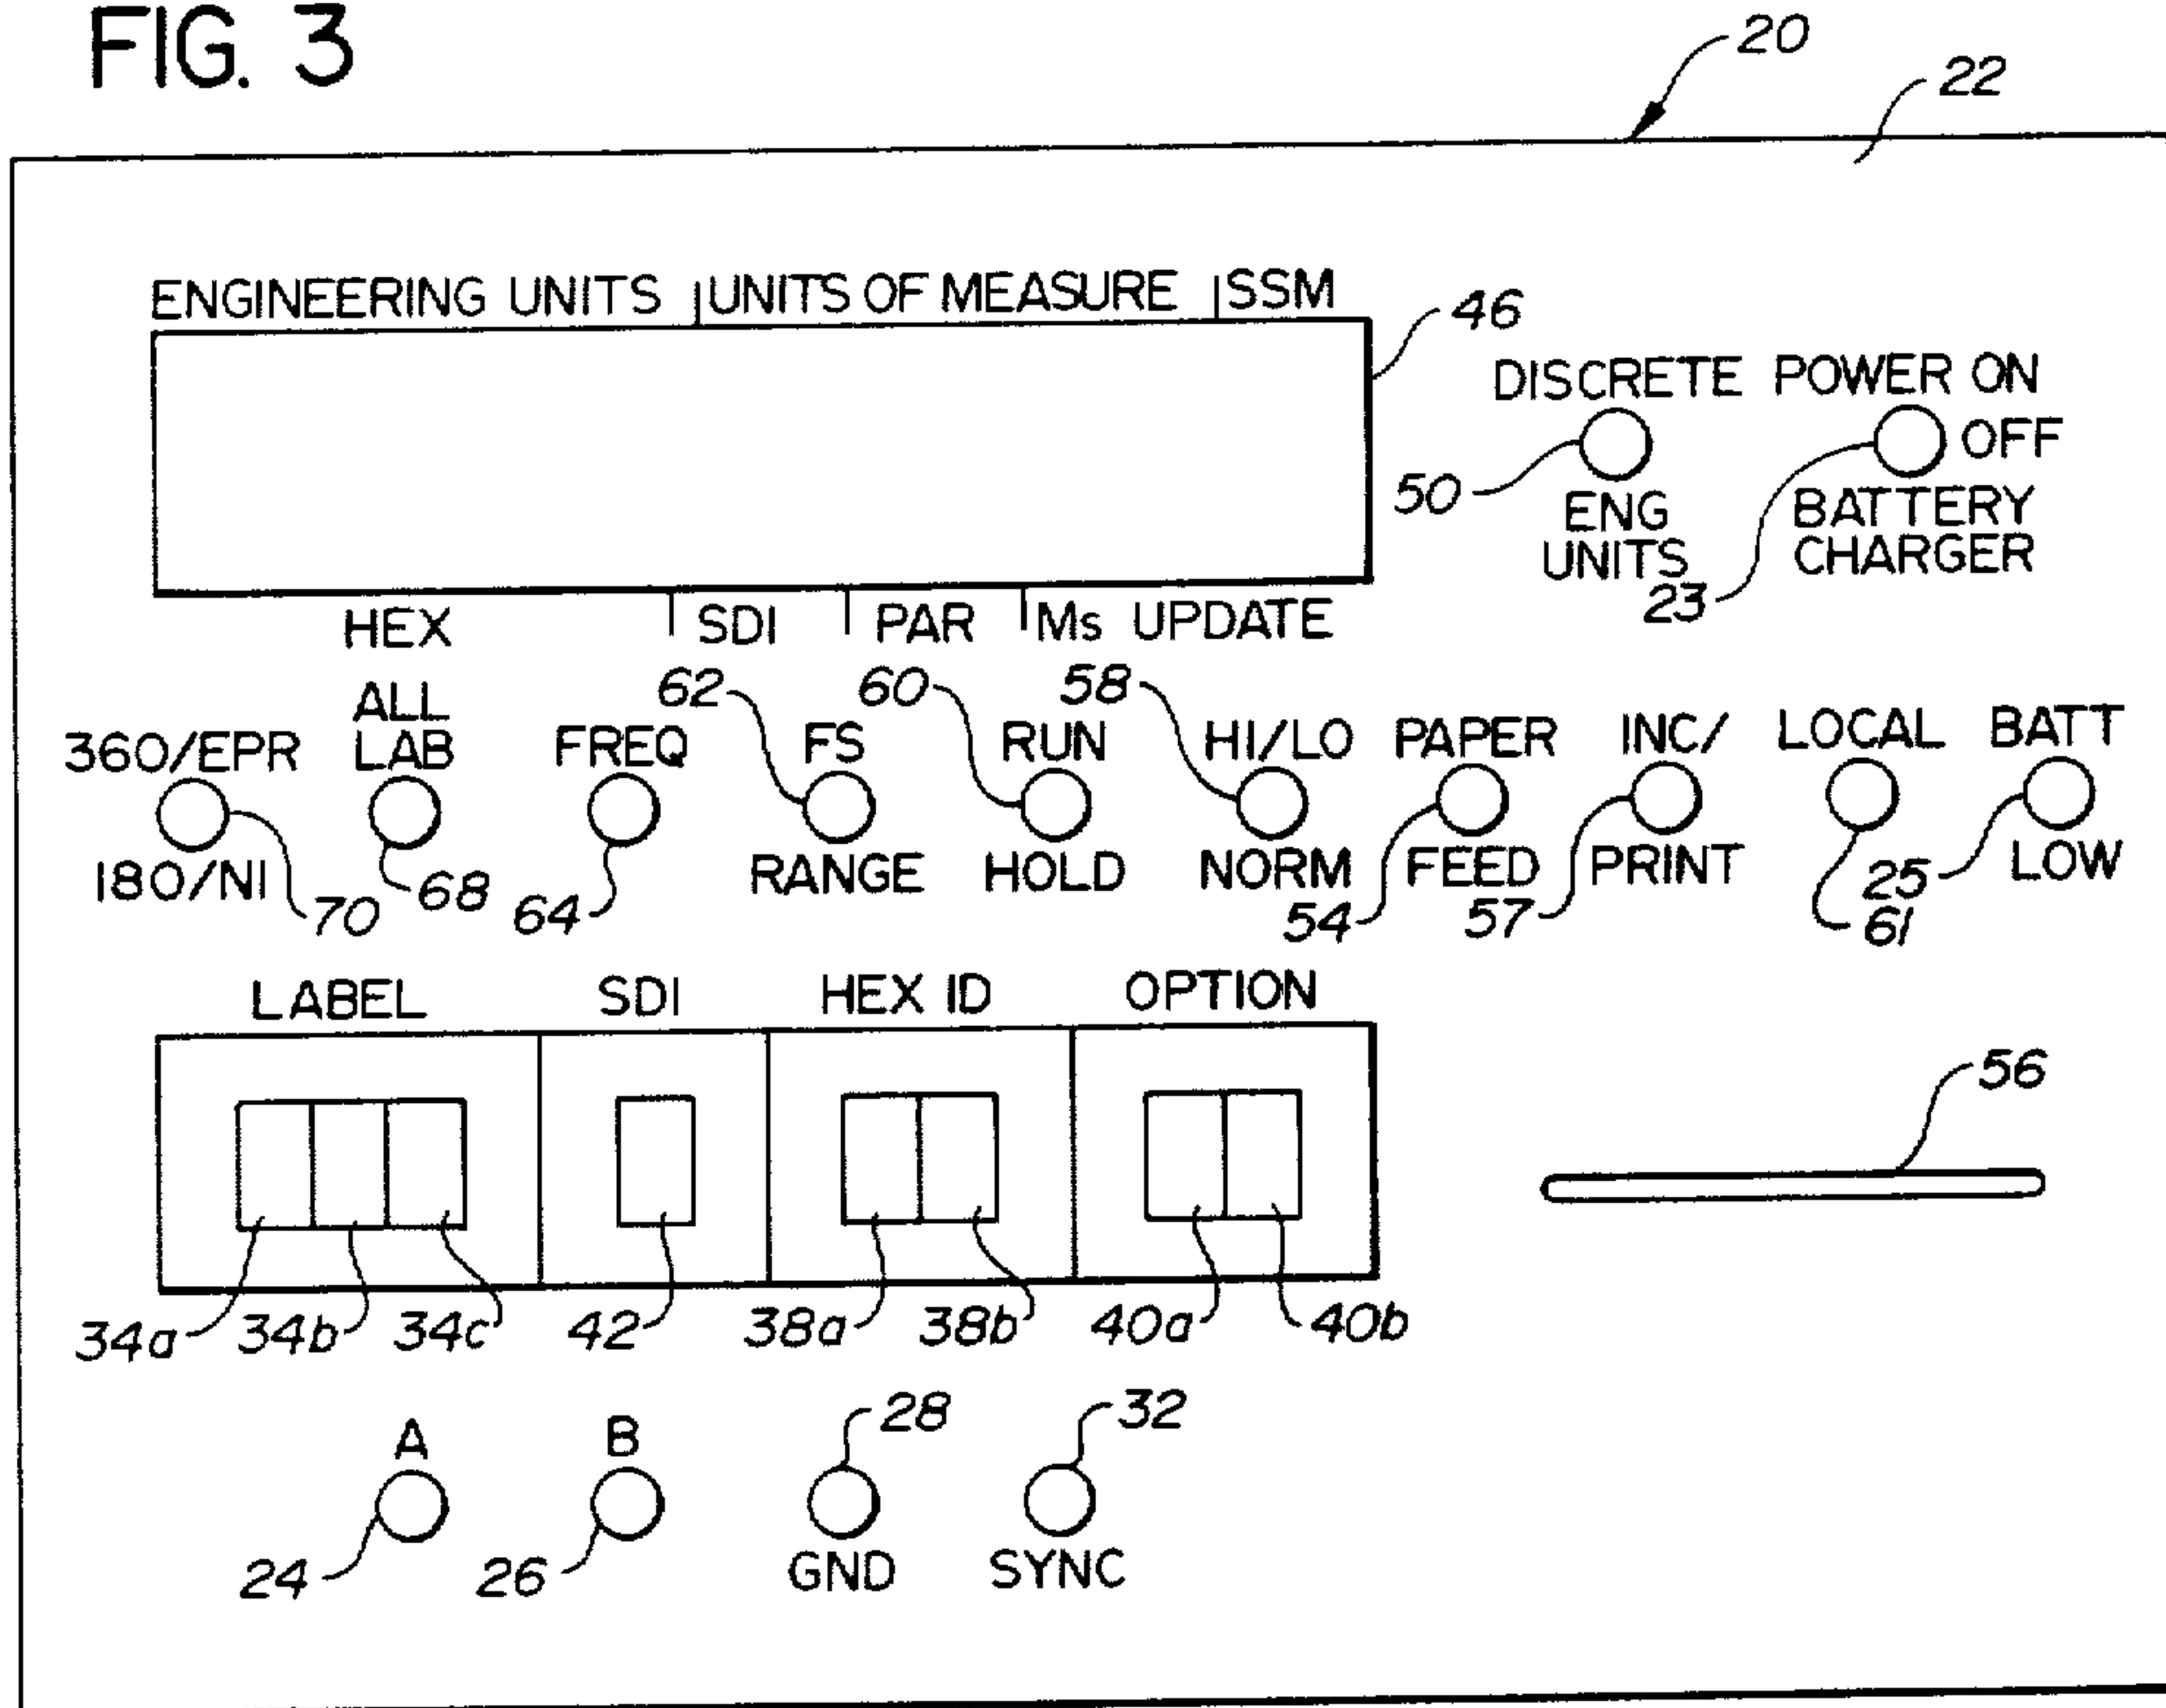 FIG. 3
20
22
ENGINEERING UNITS UNITS OF MEASURE SSM
46
DISCRETE POWER ON
OFF
50
ENG UNITS
BATTERY CHARGER
23
HEX SDI PAR Ms UPDATE
62 60 58
360/EPR ALL LAB FREQ FS RUN HI/LO PAPER INC/ LOCAL BATT
180/NI RANGE HOLD NORM FEED PRINT LOW
70 68 64 54 57 25
61
LABEL SDI HEX ID OPTION
56
34a 34b 34c 42 38a 38b 40a 40b
28 32
A B
24 26 GND SYNC